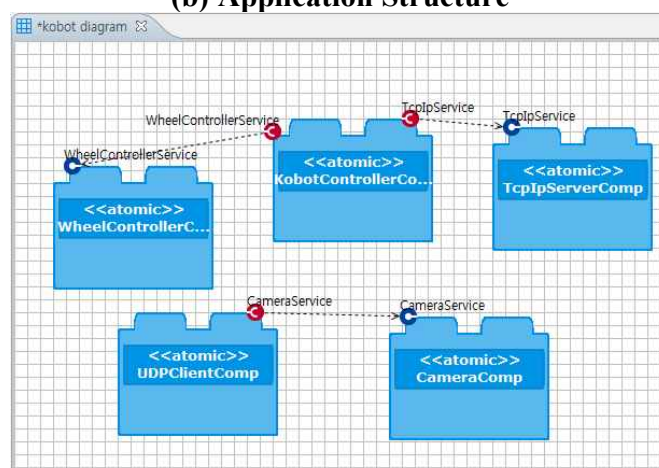 (b) Application Structure
*kobot diagram
WheelControllerService
TcpIpService
TcpIpService
WheelControllerService
<<atomic>>
KobotControllerCo...
<<atomic>>
TcpIpServerComp
<<atomic>>
WheelControllerC...
CameraService
CameraService
<<atomic>>
UDPClientComp
<<atomic>>
CameraComp